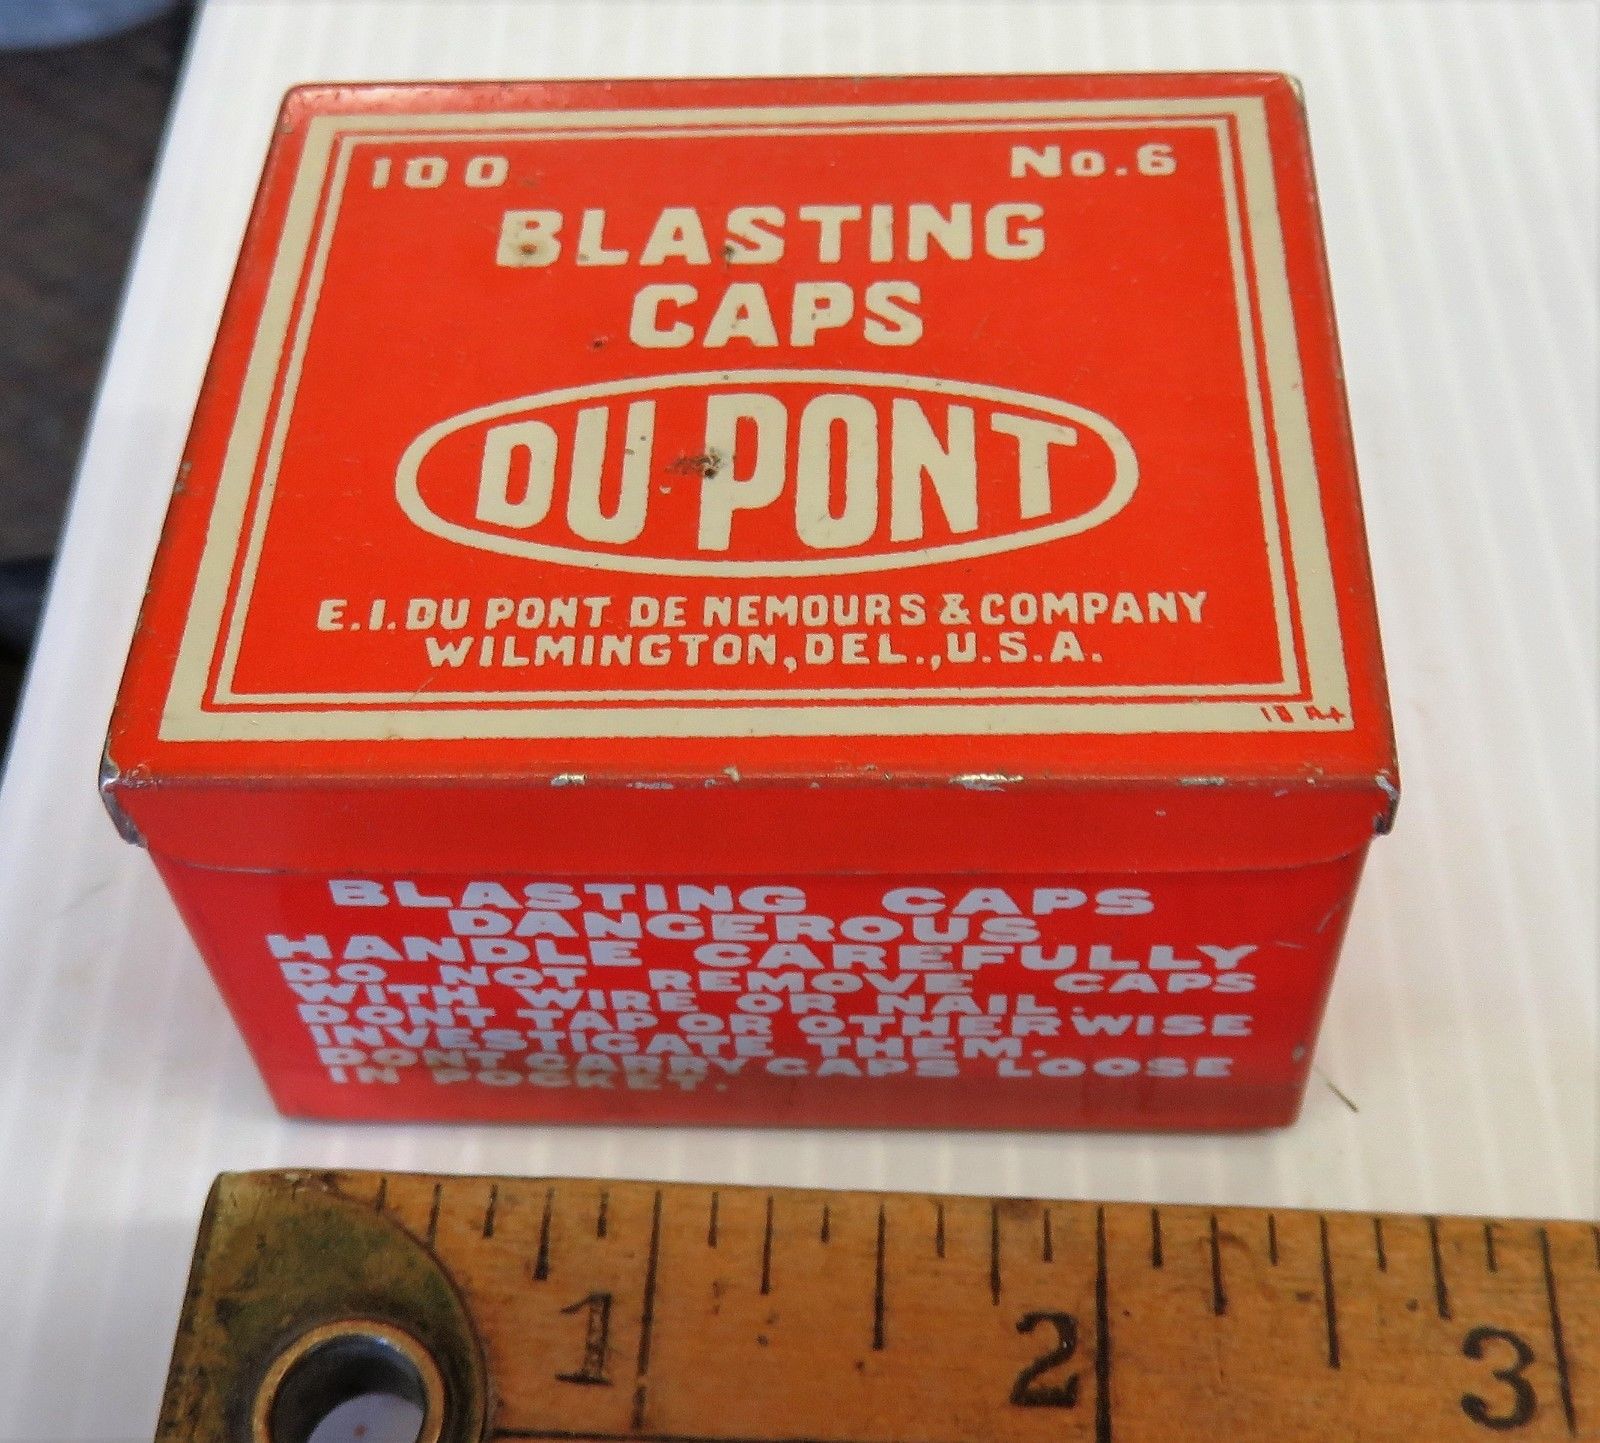 100 No.6
BLASTING
CAPS
DU PONT
E.I. DU PONT DE NEMOURS & COMPANY
WILMINGTON, DEL., U.S.A.
BLASTING CAPS
DANGEROUS
HANDLE CAREFULLY
DO NOT REMOVE CAPS
WITH WIRE OR NAIL.
DONT TAP OR OTHERWISE
INVESTIGATE THEM.
DONT CARRY CAPS LOOSE
IN POCKET.
1 2 3